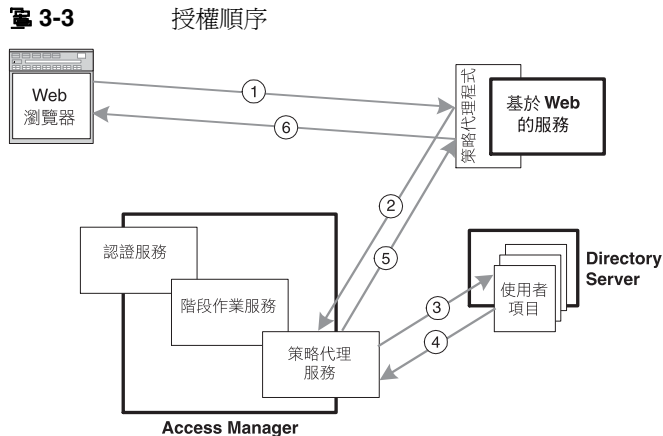 圖 3-3 授權順序
Web
瀏覽器
1
6
策略代理程式
基於 Web
的服務
2
5
認證服務
階段作業服務
策略代理
服務
3
4
使用者
項目
Directory
Server
Access Manager